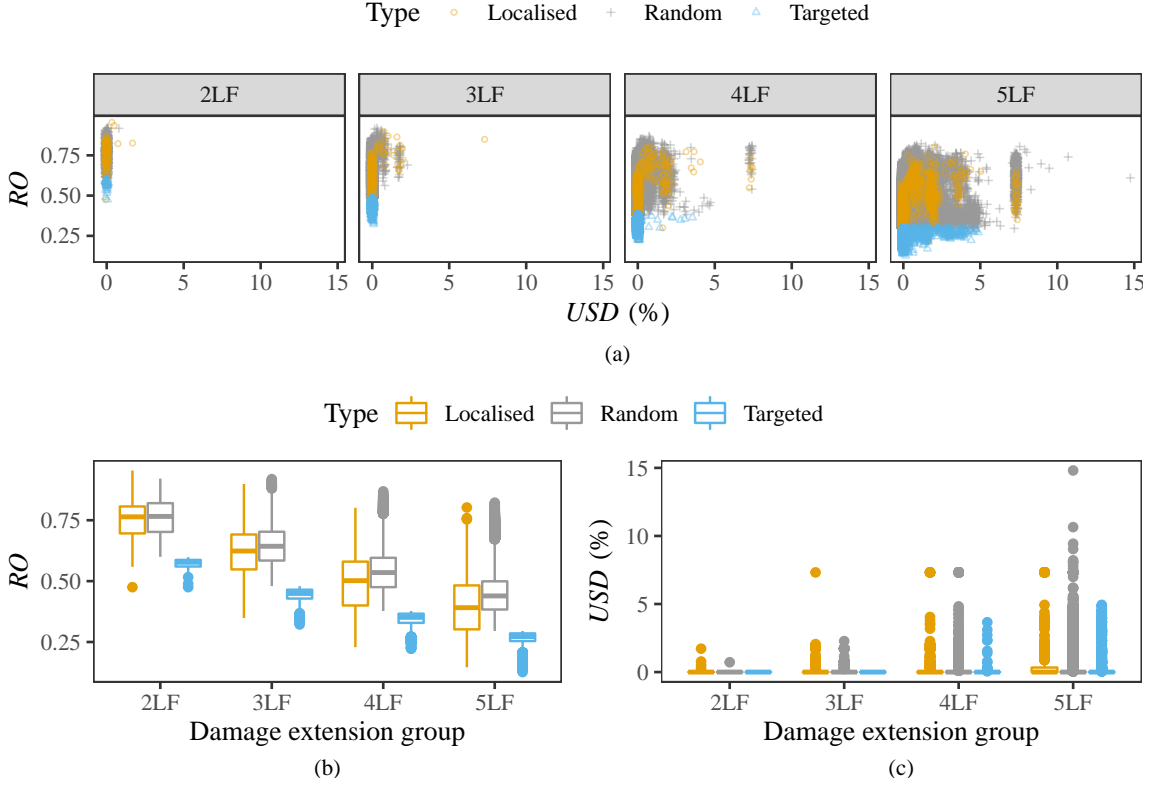 Type Localised Random Targeted
2LF 3LF 4LF 5LF
RO
0.75
0.50
0.25
0 5 10 15 0 5 10 15 0 5 10 15 0 5 10 15
USD (%)
(a)
Type Localised Random Targeted
RO
0.75
0.50
0.25
2LF 3LF 4LF 5LF
Damage extension group
(b)
USD (%)
15
10
5
0
2LF 3LF 4LF 5LF
Damage extension group
(c)